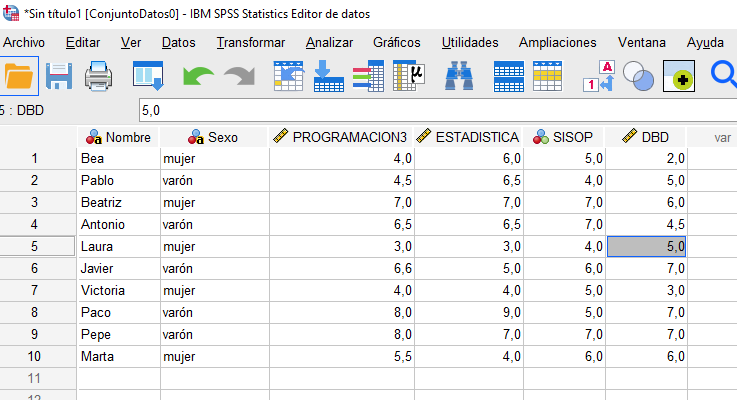 *Sin título1 [ConjuntoDatos0] - IBM SPSS Statistics Editor de datos
Archivo Editar Ver Datos Transformar Analizar Gráficos Utilidades Ampliaciones Ventana Ayuda
1 A μ
5 : DBD 5,0
Nombre Sexo PROGRAMACION3 ESTADISTICA SISOP DBD var
1 Bea mujer 4,0 6,0 5,0 2,0
2 Pablo varón 4,5 6,5 4,0 5,0
3 Beatriz mujer 7,0 7,0 7,0 6,0
4 Antonio varón 6,5 6,5 7,0 4,5
5 Laura mujer 3,0 3,0 4,0 5,0
6 Javier varón 6,6 5,0 6,0 7,0
7 Victoria mujer 4,0 4,0 5,0 3,0
8 Paco varón 8,0 9,0 5,0 7,0
9 Pepe varón 8,0 7,0 7,0 7,0
10 Marta mujer 5,5 4,0 6,0 6,0
11
12